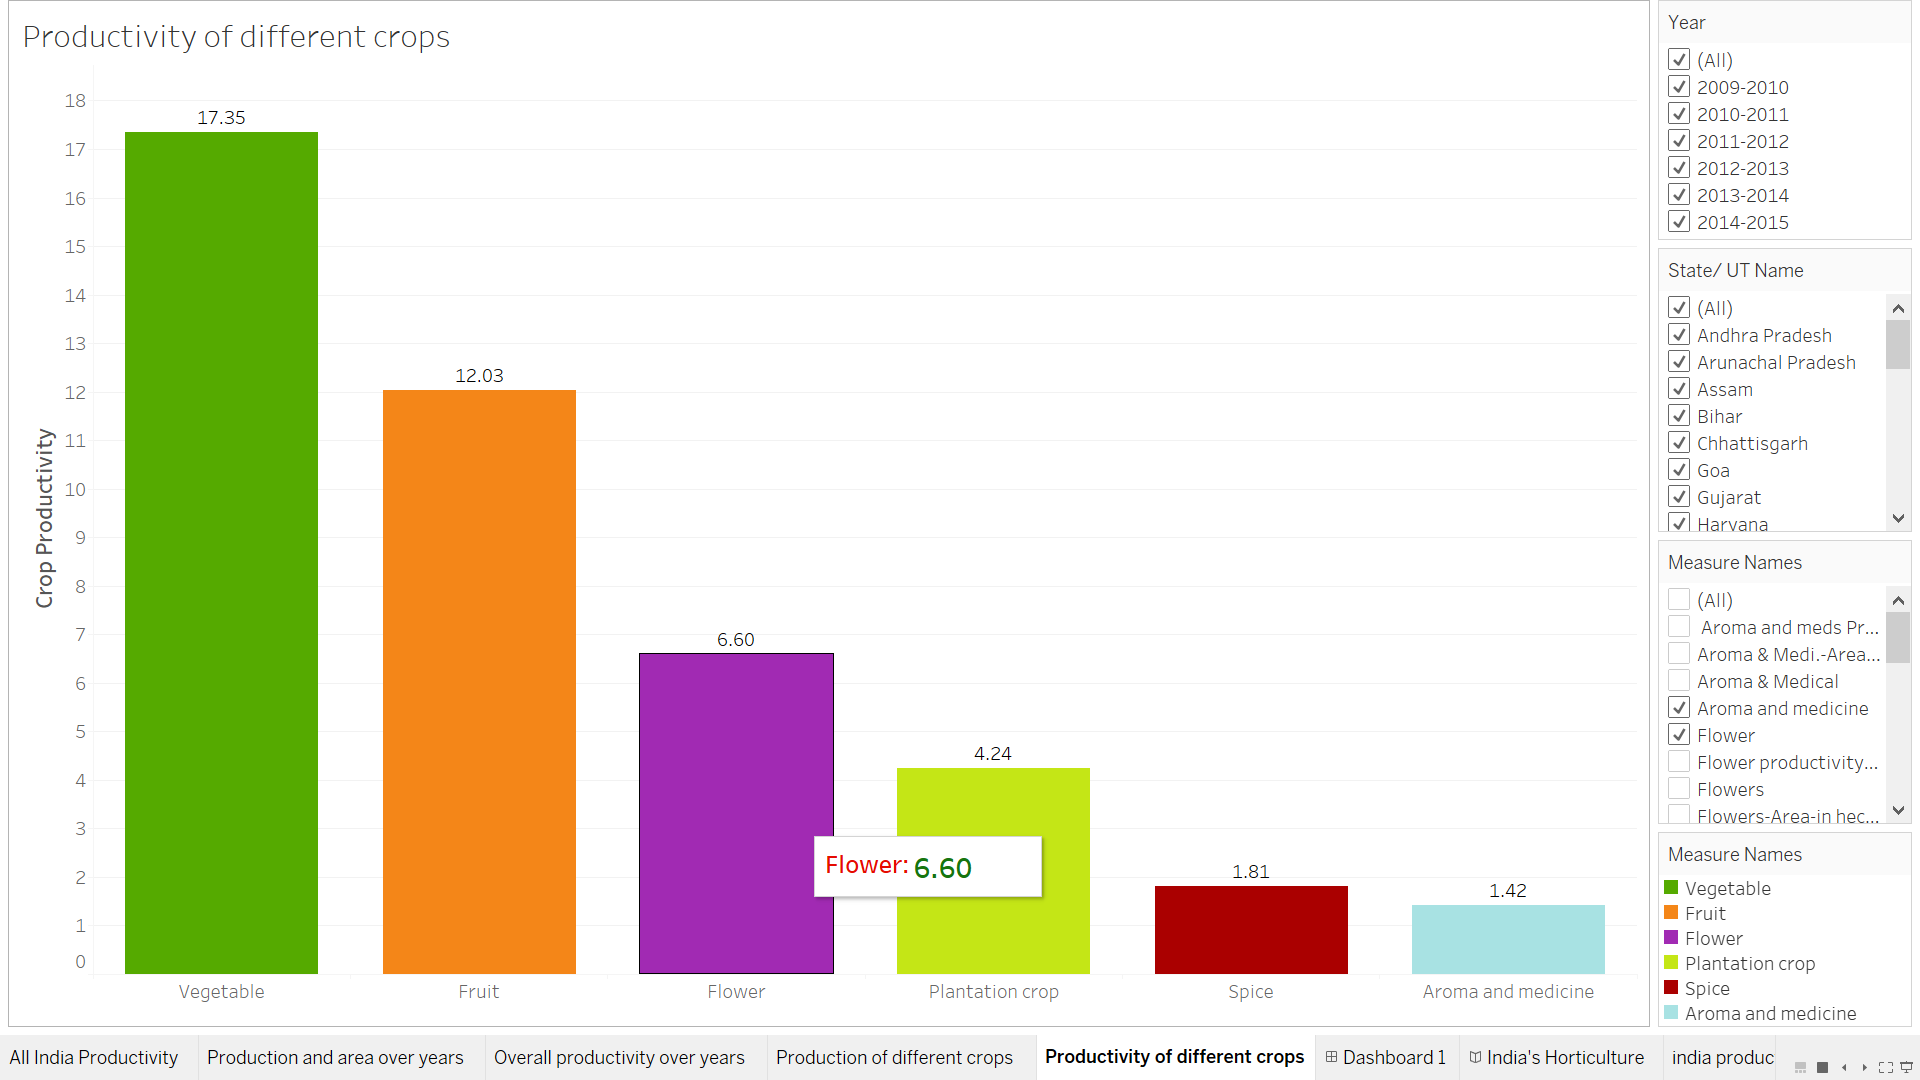 Productivity of different crops
Crop Productivity
18
17
16
15
14
13
12
11
10
9
8
7
6
5
4
3
2
1
0
17.35
12.03
6.60
4.24
1.81
1.42
Flower: 6.60
Vegetable
Fruit
Flower
Plantation crop
Spice
Aroma and medicine
Year
(All)
2009-2010
2010-2011
2011-2012
2012-2013
2013-2014
2014-2015
State/ UT Name
(All)
Andhra Pradesh
Arunachal Pradesh
Assam
Bihar
Chhattisgarh
Goa
Gujarat
Haryana
Measure Names
(All)
Aroma and meds Pr...
Aroma & Medi.-Area...
Aroma & Medical
Aroma and medicine
Flower
Flower productivity...
Flowers
Flowers-Area-in hec...
Measure Names
Vegetable
Fruit
Flower
Plantation crop
Spice
Aroma and medicine
All India Productivity
Production and area over years
Overall productivity over years
Production of different crops
Productivity of different crops
Dashboard 1
India's Horticulture
india produc